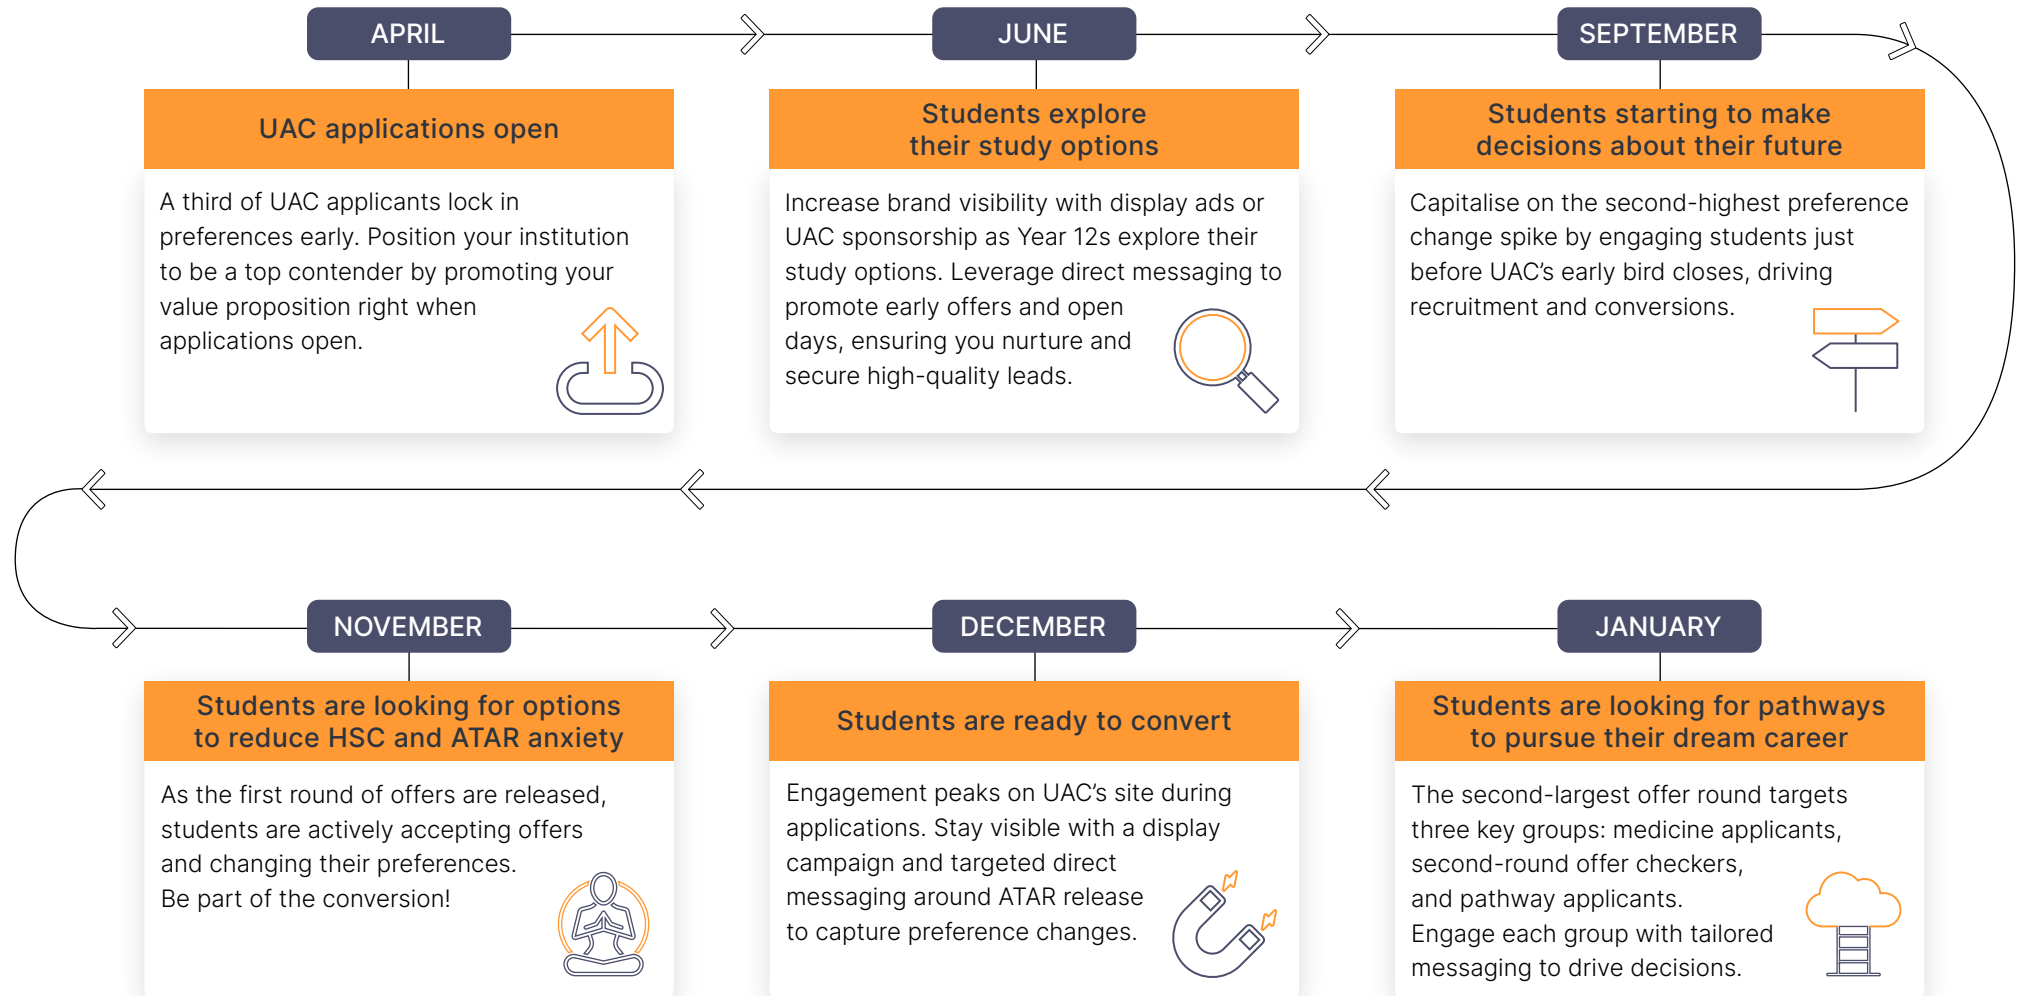 APRIL
UAC applications open
A third of UAC applicants lock in
preferences early. Position your institution
to be a top contender by promoting your
value proposition right when
applications open.
JUNE
Students explore
their study options
Increase brand visibility with display ads or
UAC sponsorship as Year 12s explore their
study options. Leverage direct messaging to
promote early offers and open
days, ensuring you nurture and
secure high-quality leads.
SEPTEMBER
Students starting to make
decisions about their future
Capitalise on the second-highest preference
change spike by engaging students just
before UAC’s early bird closes, driving
recruitment and conversions.
NOVEMBER
Students are looking for options
to reduce HSC and ATAR anxiety
As the first round of offers are released,
students are actively accepting offers
and changing their preferences.
Be part of the conversion!
DECEMBER
Students are ready to convert
Engagement peaks on UAC’s site during
applications. Stay visible with a display
campaign and targeted direct
messaging around ATAR release
to capture preference changes.
JANUARY
Students are looking for pathways
to pursue their dream career
The second-largest offer round targets
three key groups: medicine applicants,
second-round offer checkers,
and pathway applicants.
Engage each group with tailored
messaging to drive decisions.